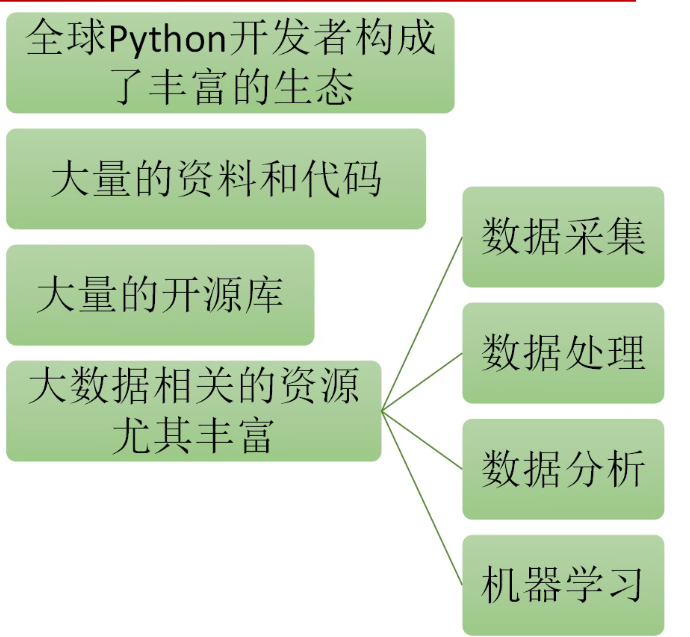 全球Python开发者构成
了丰富的生态
大量的资料和代码
大量的开源库
大数据相关的资源
尤其丰富
数据采集
数据处理
数据分析
机器学习